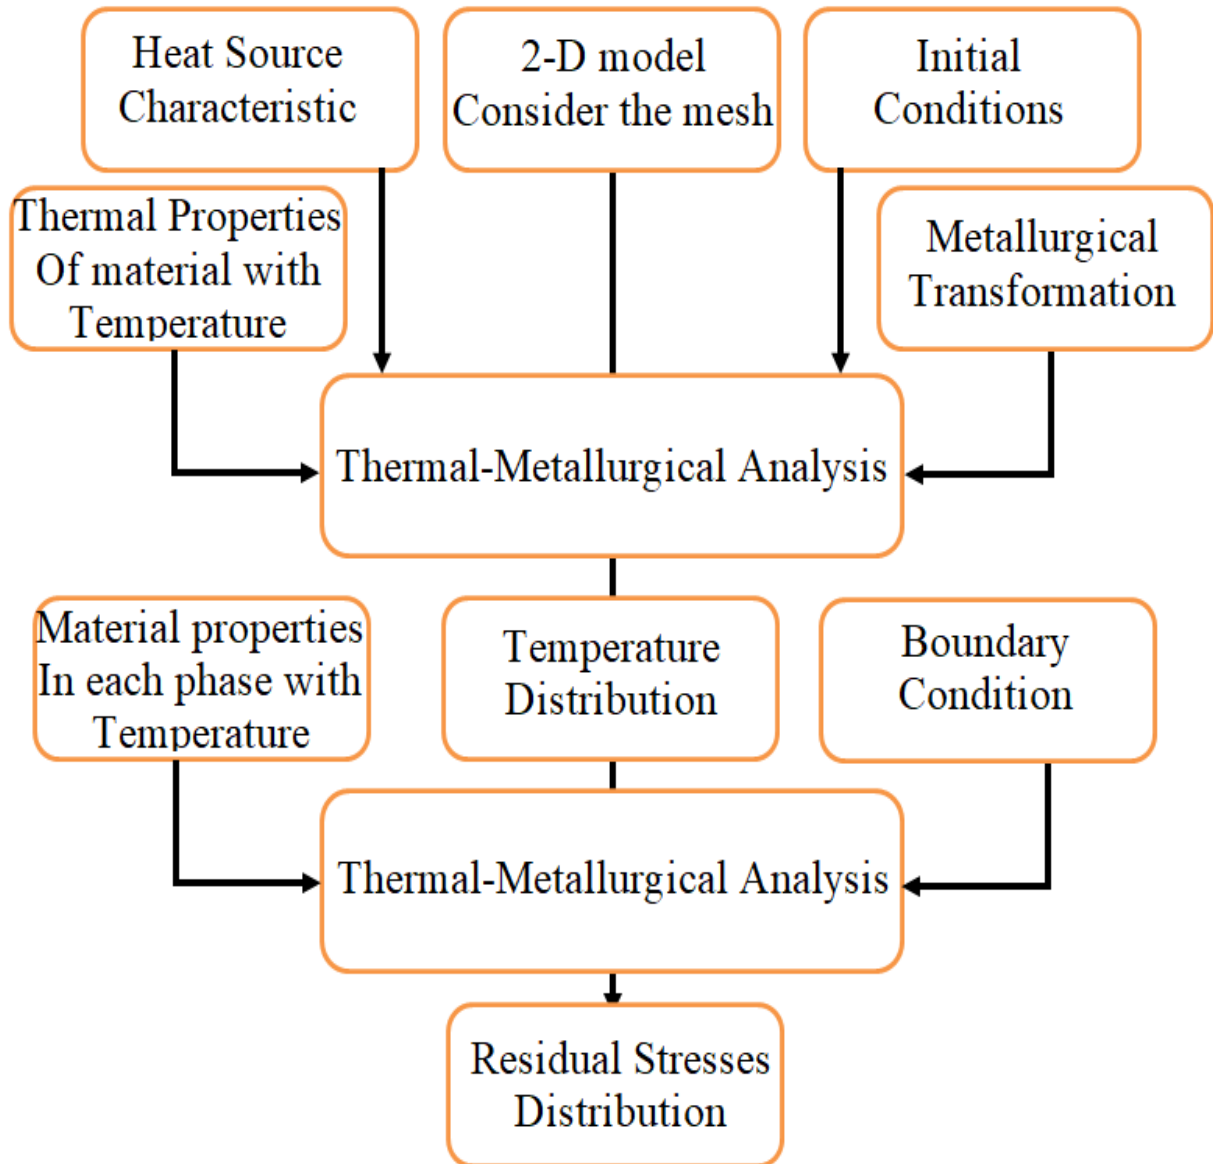 Heat Source
Characteristic
2-D model
Consider the mesh
Initial
Conditions
Thermal Properties
Of material with
Temperature
Metallurgical
Transformation
Thermal-Metallurgical Analysis
Material properties
In each phase with
Temperature
Temperature
Distribution
Boundary
Condition
Thermal-Metallurgical Analysis
Residual Stresses
Distribution